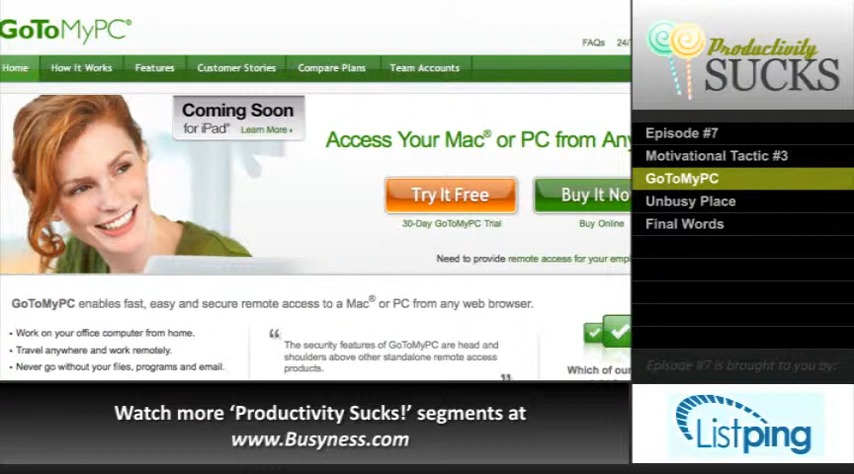 GoToMyPC®
FAQs 24/
Home How It Works Features Customer Stories Compare Plans Team Accounts
Coming Soon
for iPad® Learn More ▸
Access Your Mac® or PC from Any
Try It Free
Buy It No
30-Day GoToMyPC Trial
Buy Online
Need to provide remote access for your empl
GoToMyPC enables fast, easy and secure remote access to a Mac® or PC from any web browser.
• Work on your office computer from home.
• Travel anywhere and work remotely.
• Never go without your files, programs and email.
“ The security features of GoToMyPC are head and
shoulders above other standalone remote access
products. ”
Which of our
Watch more ‘Productivity Sucks!’ segments at
www.Busyness.com
Productivity
SUCKS
Episode #7
Motivational Tactic #3
GoToMyPC
Unbusy Place
Final Words
Episode #7 is brought to you by:
Listping